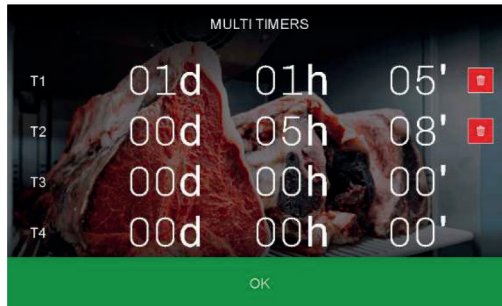 MULTI TIMERS
T1 01d 01h 05'
T2 00d 05h 08'
T3 00d 00h 00'
T4 00d 00h 00'
OK